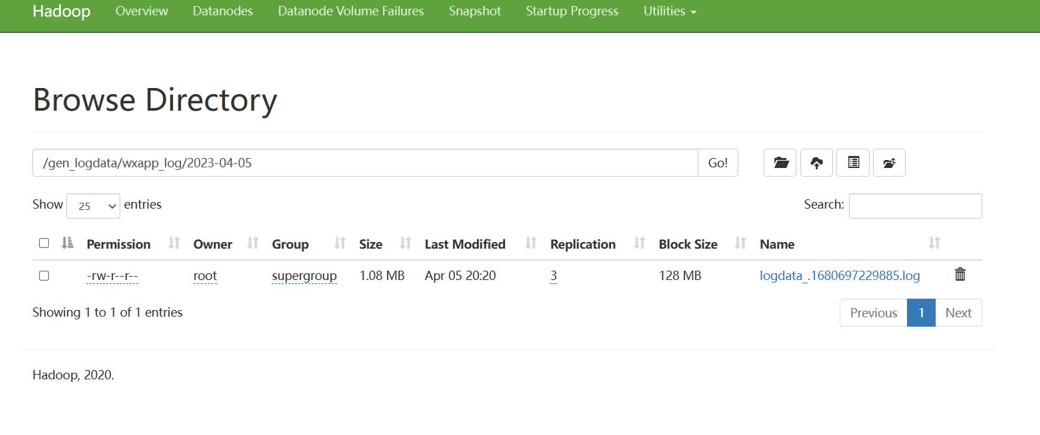 Hadoop Overview Datanodes Datanode Volume Failures Snapshot Startup Progress Utilities
Browse Directory
/gen_logdata/wxapp_log/2023-04-05 Go!
Show 25 entries Search:
Permission Owner Group Size Last Modified Replication Block Size Name
-rw-r--r-- root supergroup 1.08 MB Apr 05 20:20 3 128 MB logdata_.1680697229885.log
Showing 1 to 1 of 1 entries Previous 1 Next
Hadoop, 2020.